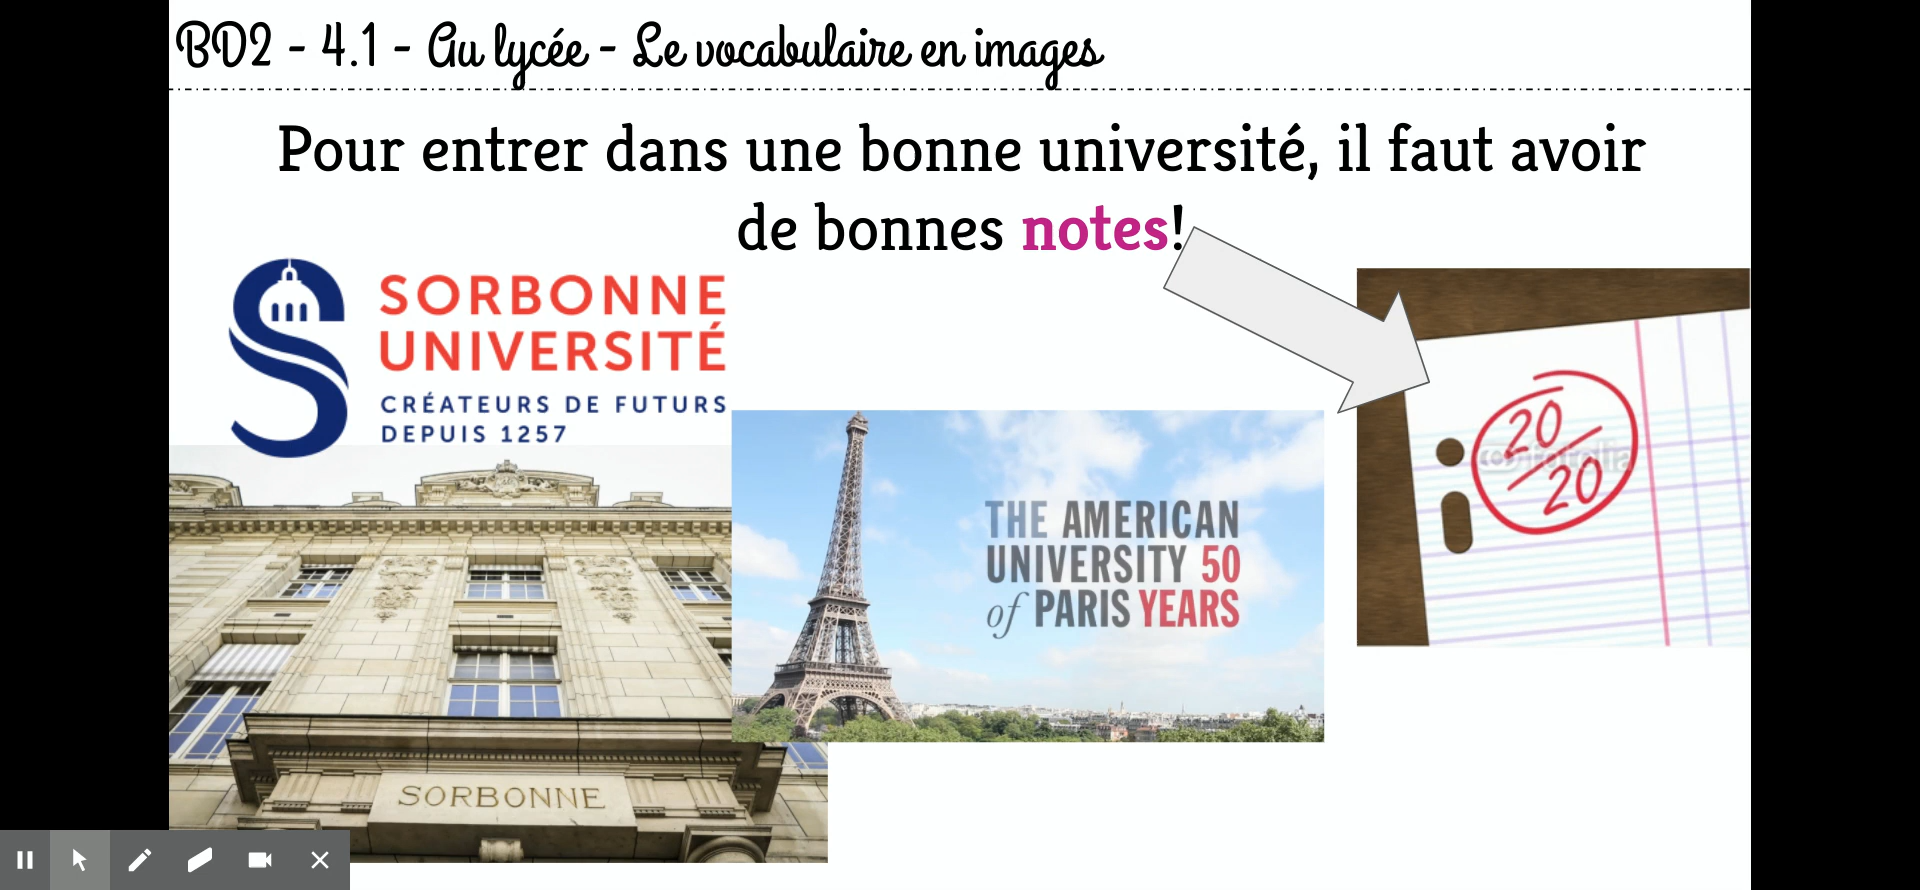 BD2 - 4.1 - Au lycée - Le vocabulaire en images
Pour entrer dans une bonne université, il faut avoir
de bonnes notes!
SORBONNE
UNIVERSITÉ
CRÉATEURS DE FUTURS
DEPUIS 1257
THE AMERICAN
UNIVERSITY 50
of PARIS YEARS
20
20
SORBONNE